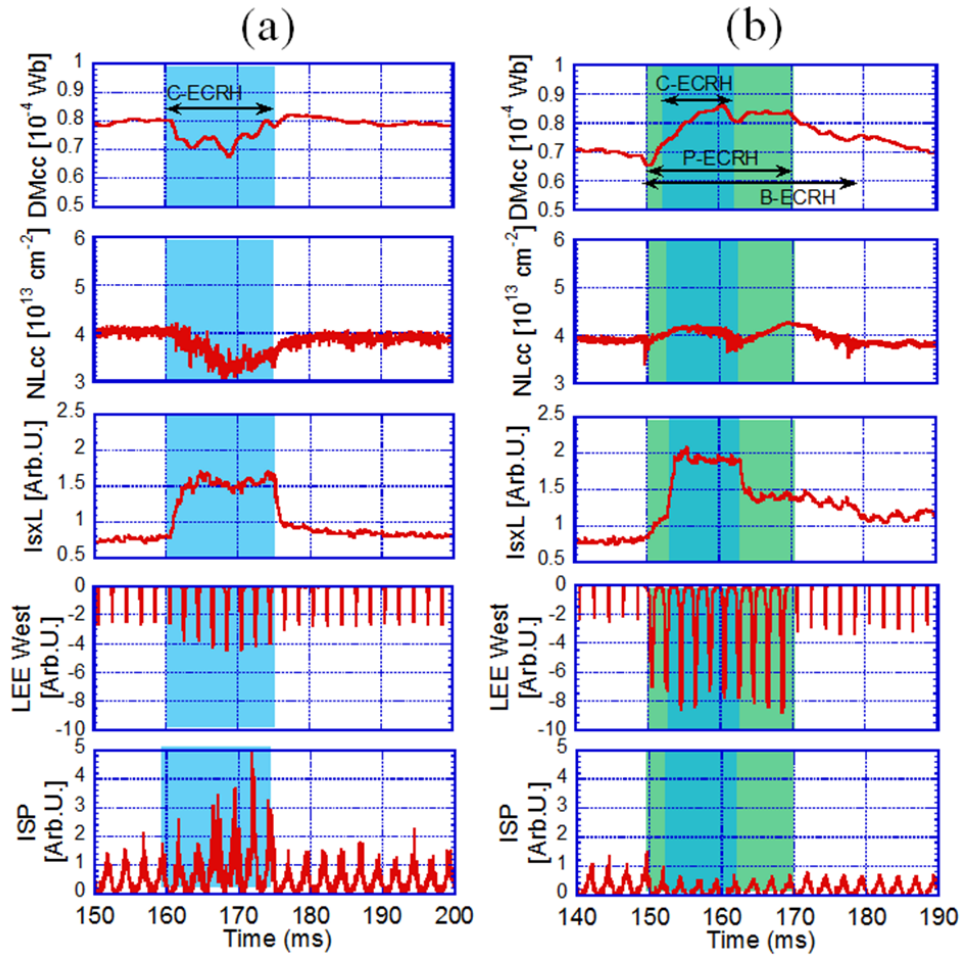 (a)
(b)
DMcc [10⁻⁴ Wb]
1
0.9
0.8
0.7
0.6
0.5
C-ECRH
DMcc [10⁻⁴ Wb]
1
0.9
0.8
0.7
0.6
0.5
C-ECRH
P-ECRH
B-ECRH
NLcc [10¹³ cm⁻²]
6
5
4
3
NLcc [10¹³ cm⁻²]
6
5
4
3
IsxL [Arb.U.]
2.5
2
1.5
1
0.5
IsxL [Arb.U.]
2.5
2
1.5
1
0.5
LEE West
[Arb.U.]
0
-2
-4
-6
-8
-10
LEE West
[Arb.U.]
0
-2
-4
-6
-8
-10
ISP
[Arb.U.]
5
4
3
2
1
0
150 160 170 180 190 200
Time (ms)
ISP
[Arb.U.]
5
4
3
2
1
0
140 150 160 170 180 190
Time (ms)